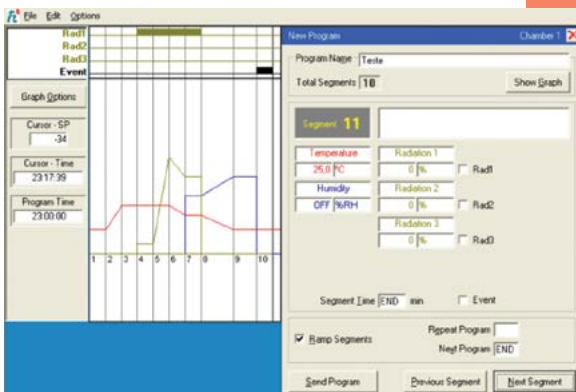 File Edit Options
Rad1
Rad2
Rad3
Event
Graph Options
Cursor - SP
-34
Cursor - Time
23:17:39
Program Time
23:00:00
1 2 3 4 5 6 7 8 9 10
New Program Chamber 1
Program Name Teste
Total Segments 10 Show Graph
Segment 11
Temperature Radiation 1
25,0 °C 0 % Rad1
Humidity Radiation 2
OFF %RH 0 % Rad2
Radiation 3
0 % Rad3
Segment Time END min Event
Ramp Segments Repeat Program
Next Program END
Send Program Previous Segment Next Segment